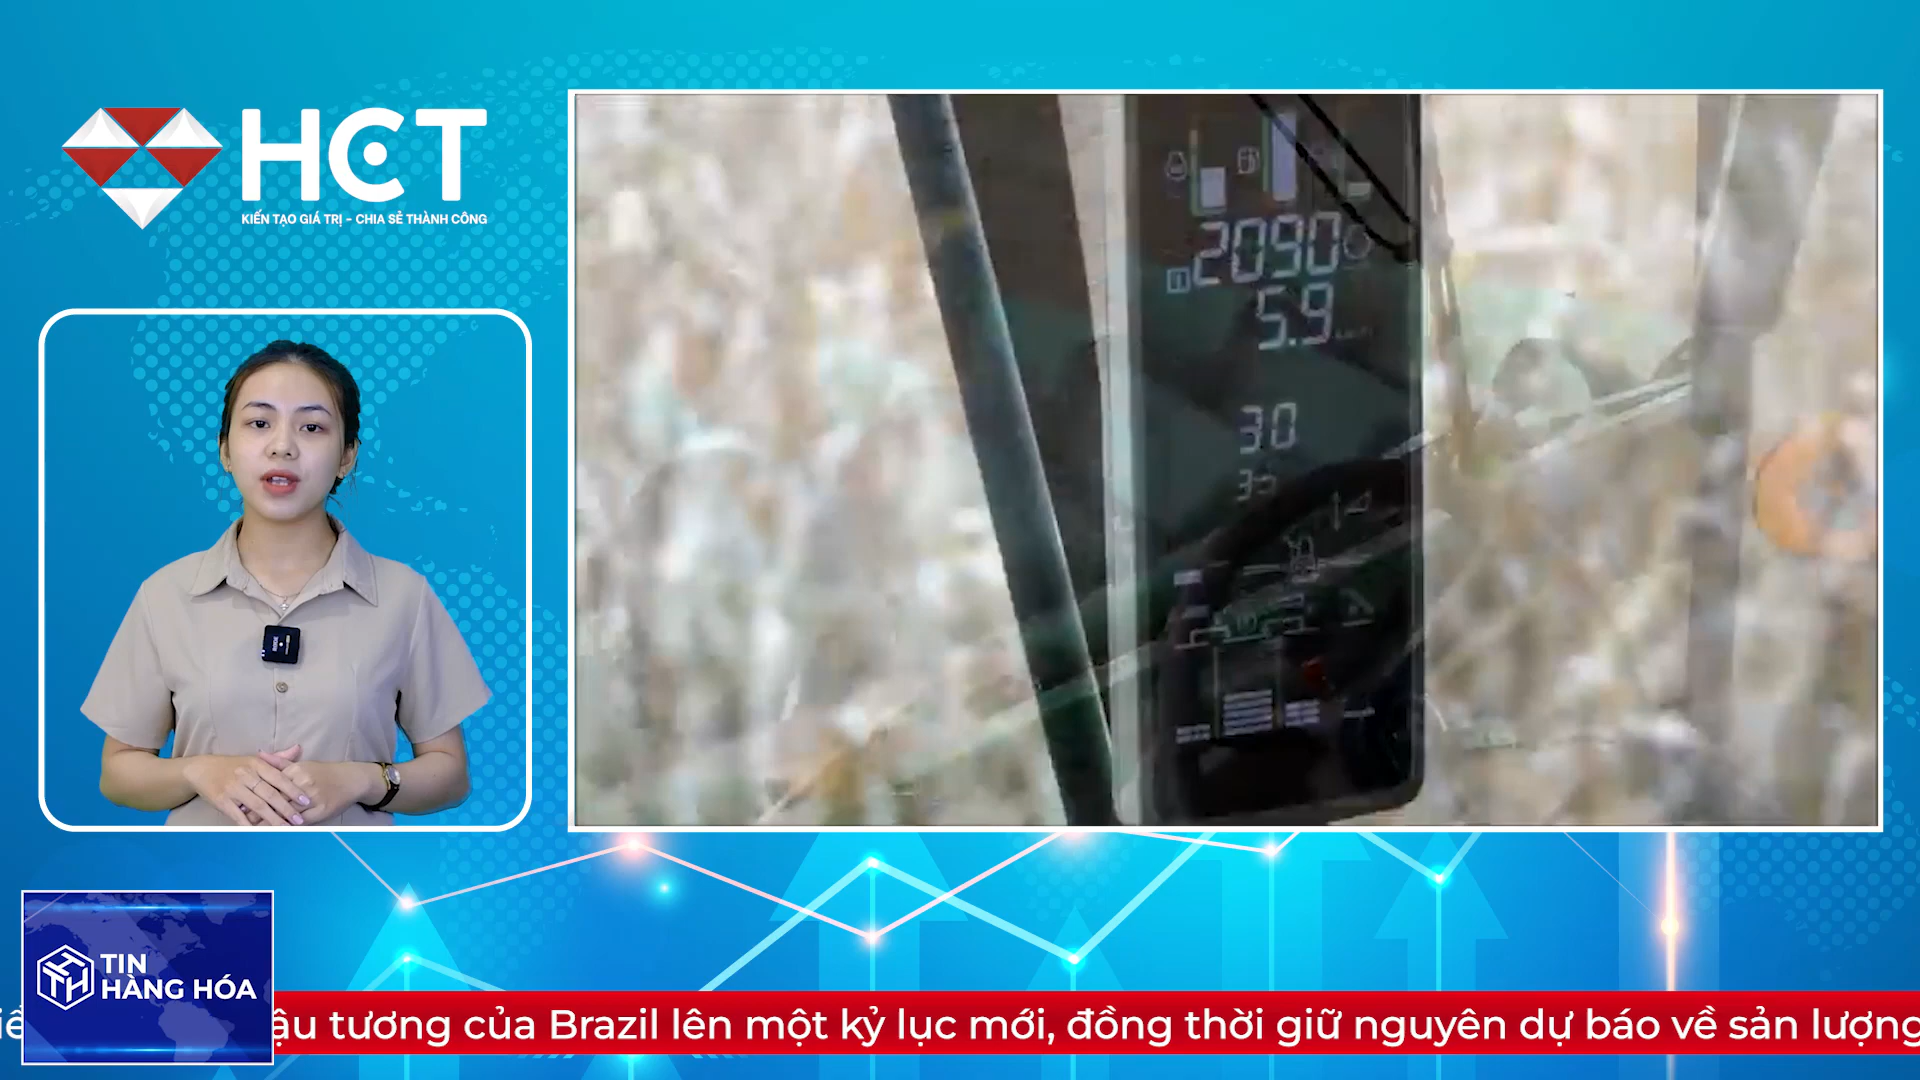 HCT
KIẾN TẠO GIÁ TRỊ - CHIA SẺ THÀNH CÔNG
2090
5.9
30
35
TIN
HÀNG HÓA
ậu tương của Brazil lên một kỷ lục mới, đồng thời giữ nguyên dự báo về sản lượng